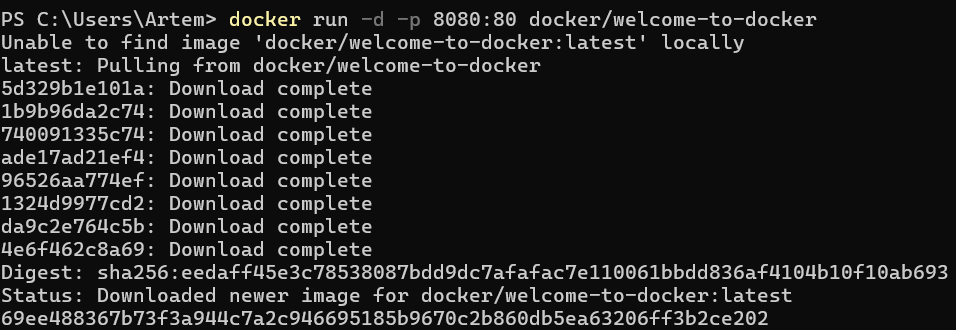 PS C:\Users\Artem> docker run -d -p 8080:80 docker/welcome-to-docker
Unable to find image 'docker/welcome-to-docker:latest' locally
latest: Pulling from docker/welcome-to-docker
5d329b1e101a: Download complete
1b9b96da2c74: Download complete
740091335c74: Download complete
ade17ad21ef4: Download complete
96526aa774ef: Download complete
1324d9977cd2: Download complete
da9c2e764c5b: Download complete
4e6f462c8a69: Download complete
Digest: sha256:eedaff45e3c78538087bdd9dc7afafac7e110061bbdd836af4104b10f10ab693
Status: Downloaded newer image for docker/welcome-to-docker:latest
69ee488367b73f3a944c7a2c946695185b9670c2b860db5ea63206ff3b2ce202